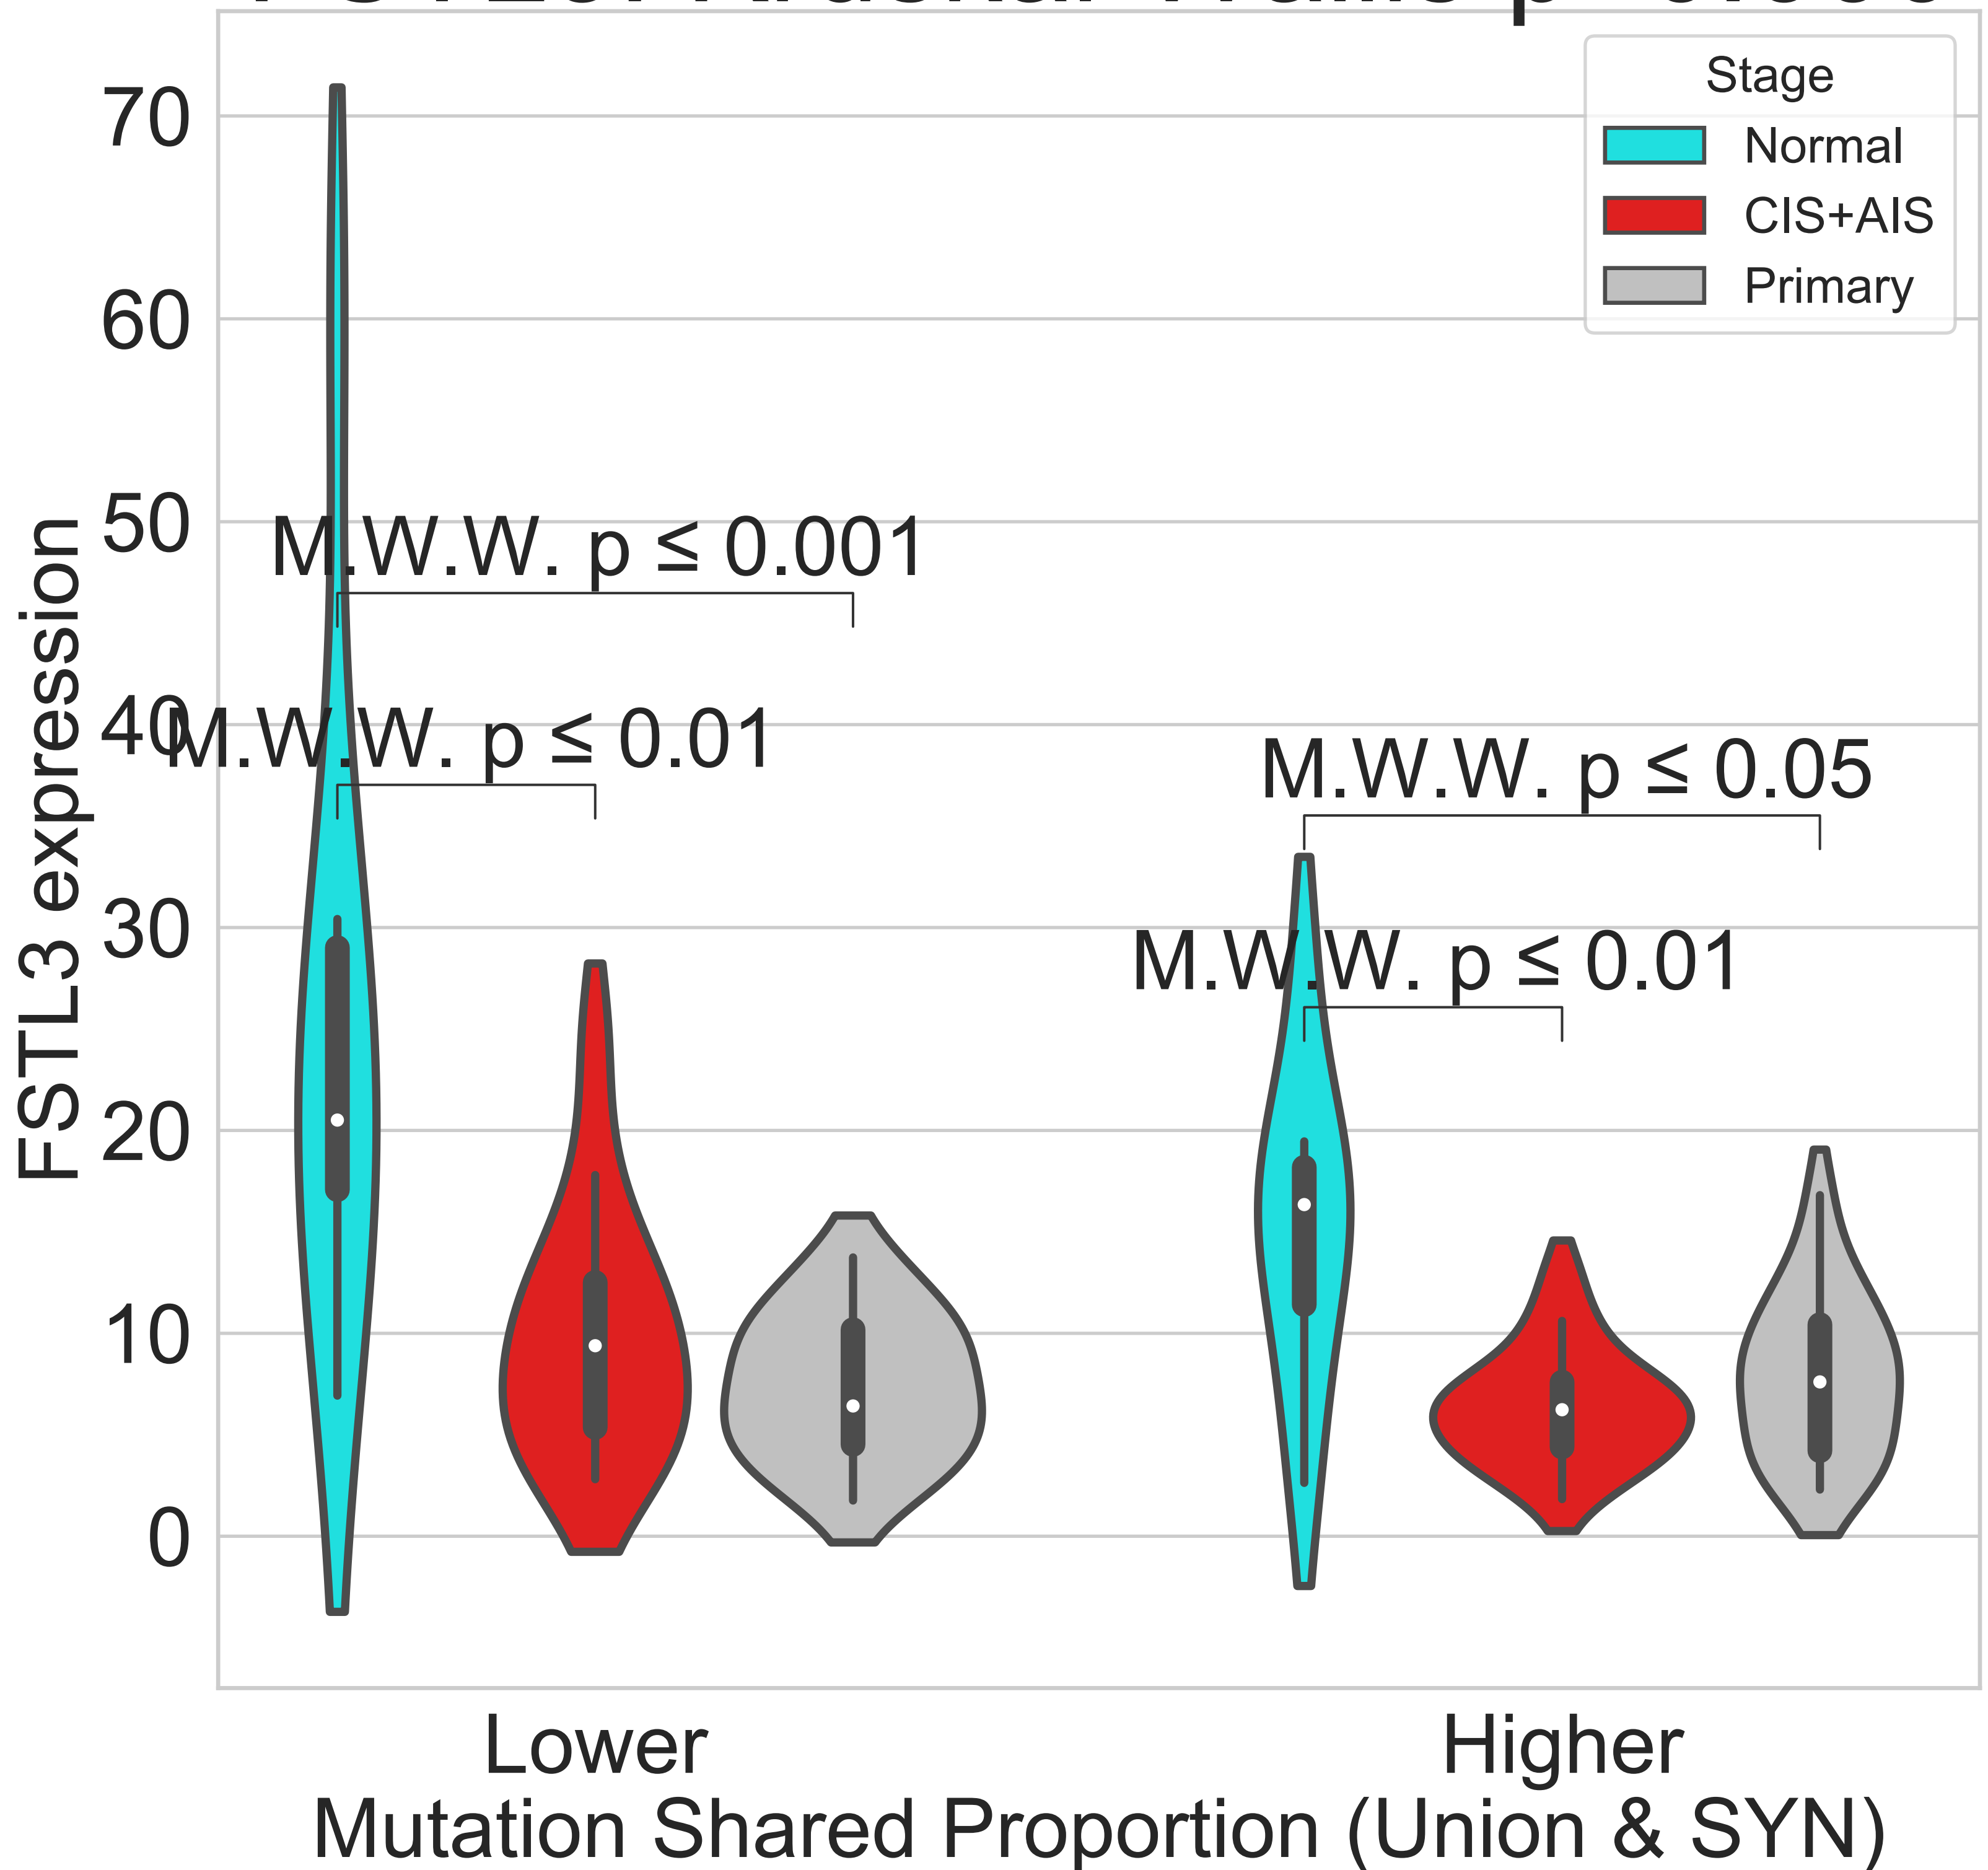 Stage
Normal
CIS+AIS
Primary
70
60
50
40
30
20
10
0
FSTL3 expression
M.W.W. p ≤ 0.001
M.W.W. p ≤ 0.01
M.W.W. p ≤ 0.05
M.W.W. p ≤ 0.01
Lower
Higher
Mutation Shared Proportion (Union & SYN)